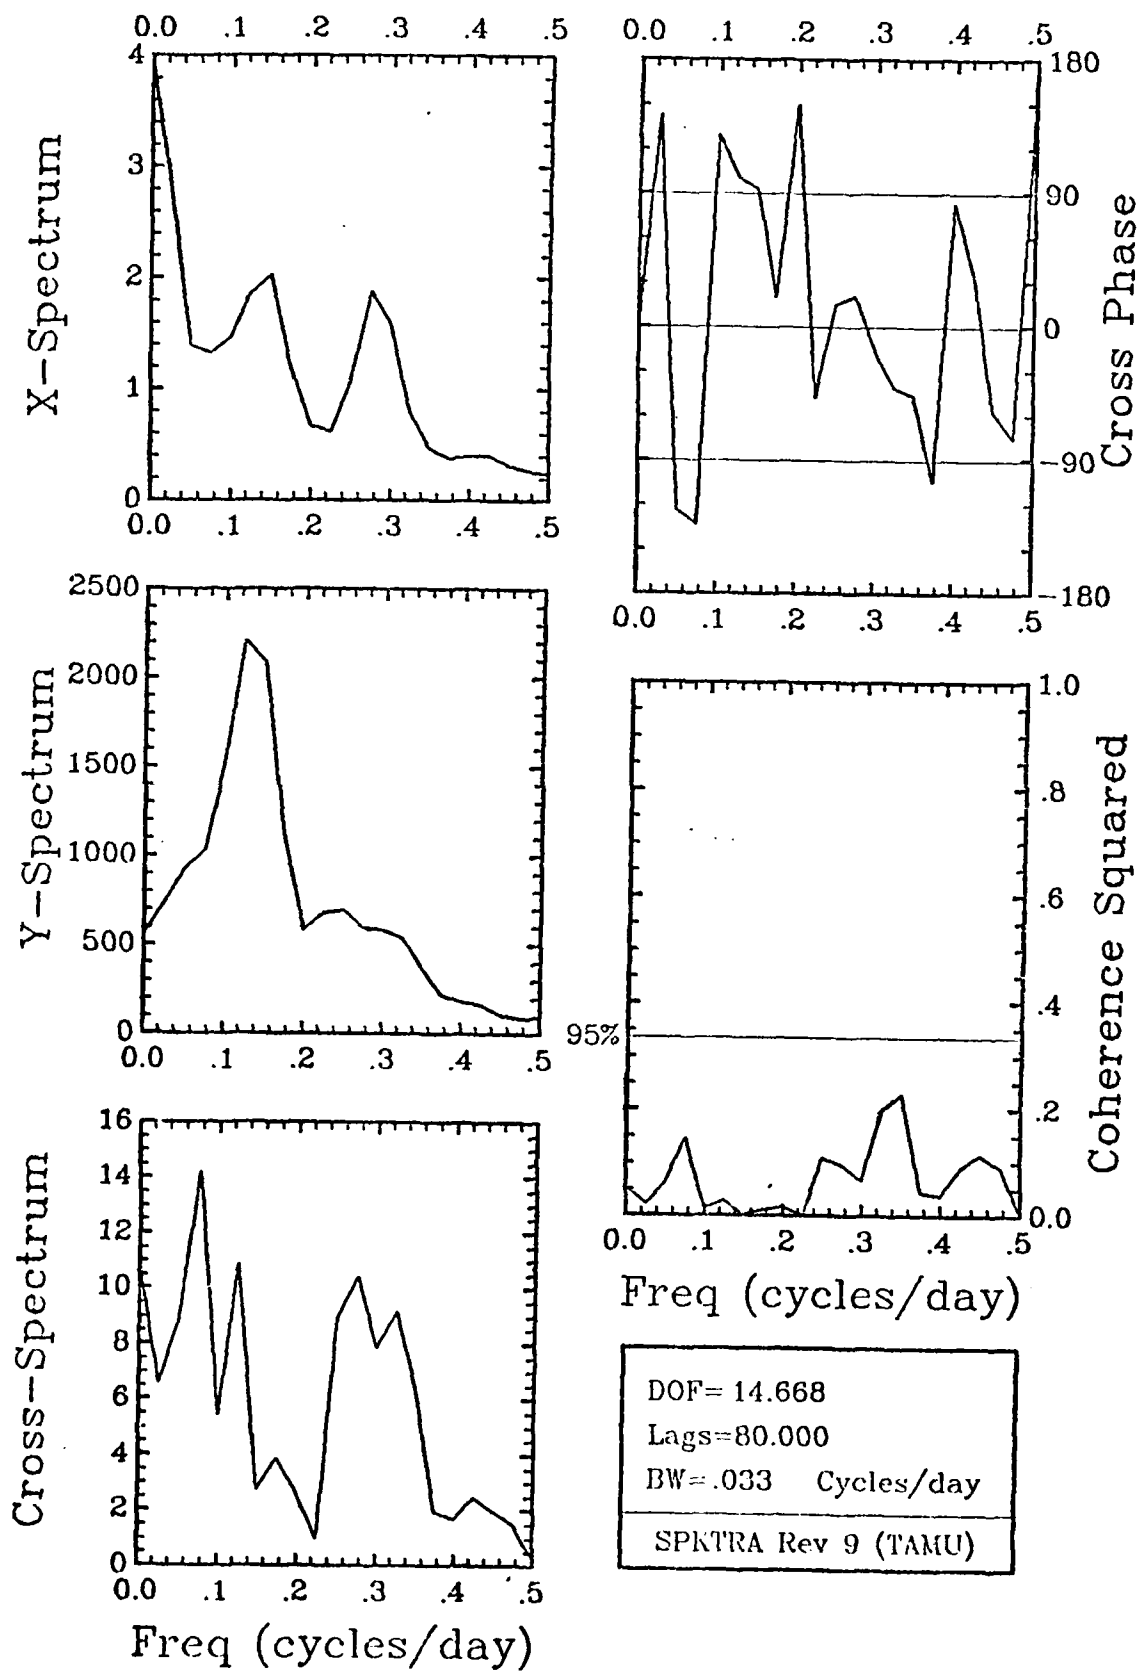 0.0 .1 .2 .3 .4 .5
4
3
2
1
0
X-Spectrum
0.0 .1 .2 .3 .4 .5
2500
2000
1500
1000
500
0
Y-Spectrum
0.0 .1 .2 .3 .4 .5
16
14
12
10
8
6
4
2
0
Cross-Spectrum
0.0 .1 .2 .3 .4 .5
Freq (cycles/day)
0.0 .1 .2 .3 .4 .5
180
90
0
-90
-180
Cross Phase
0.0 .1 .2 .3 .4 .5
1.0
.8
.6
.4
.2
0.0
95%
Coherence Squared
0.0 .1 .2 .3 .4 .5
Freq (cycles/day)
DOF= 14.668
Lags=80.000
BW= .033 Cycles/day
SPKTRA Rev 9 (TAMU)